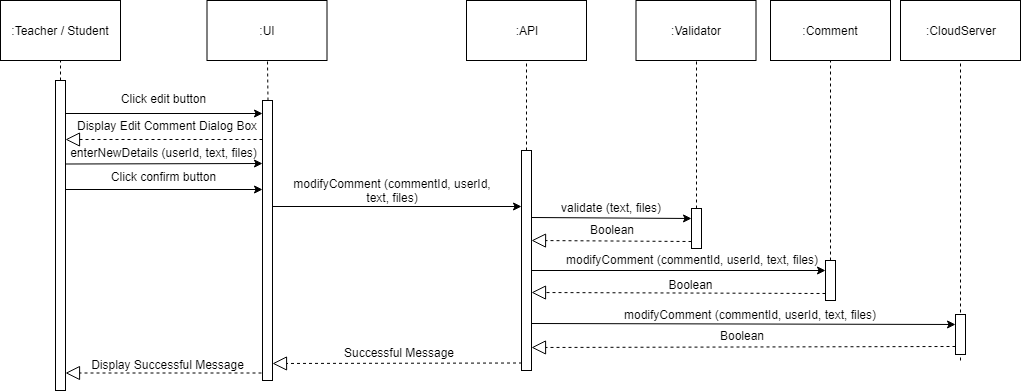 :Teacher / Student
:UI
:API
:Validator
:Comment
:CloudServer
Click edit button
Display Edit Comment Dialog Box
enterNewDetails (userId, text, files)
Click confirm button
modifyComment (commentId, userId,
text, files)
validate (text, files)
Boolean
modifyComment (commentId, userId, text, files)
Boolean
modifyComment (commentId, userId, text, files)
Boolean
Successful Message
Display Successful Message